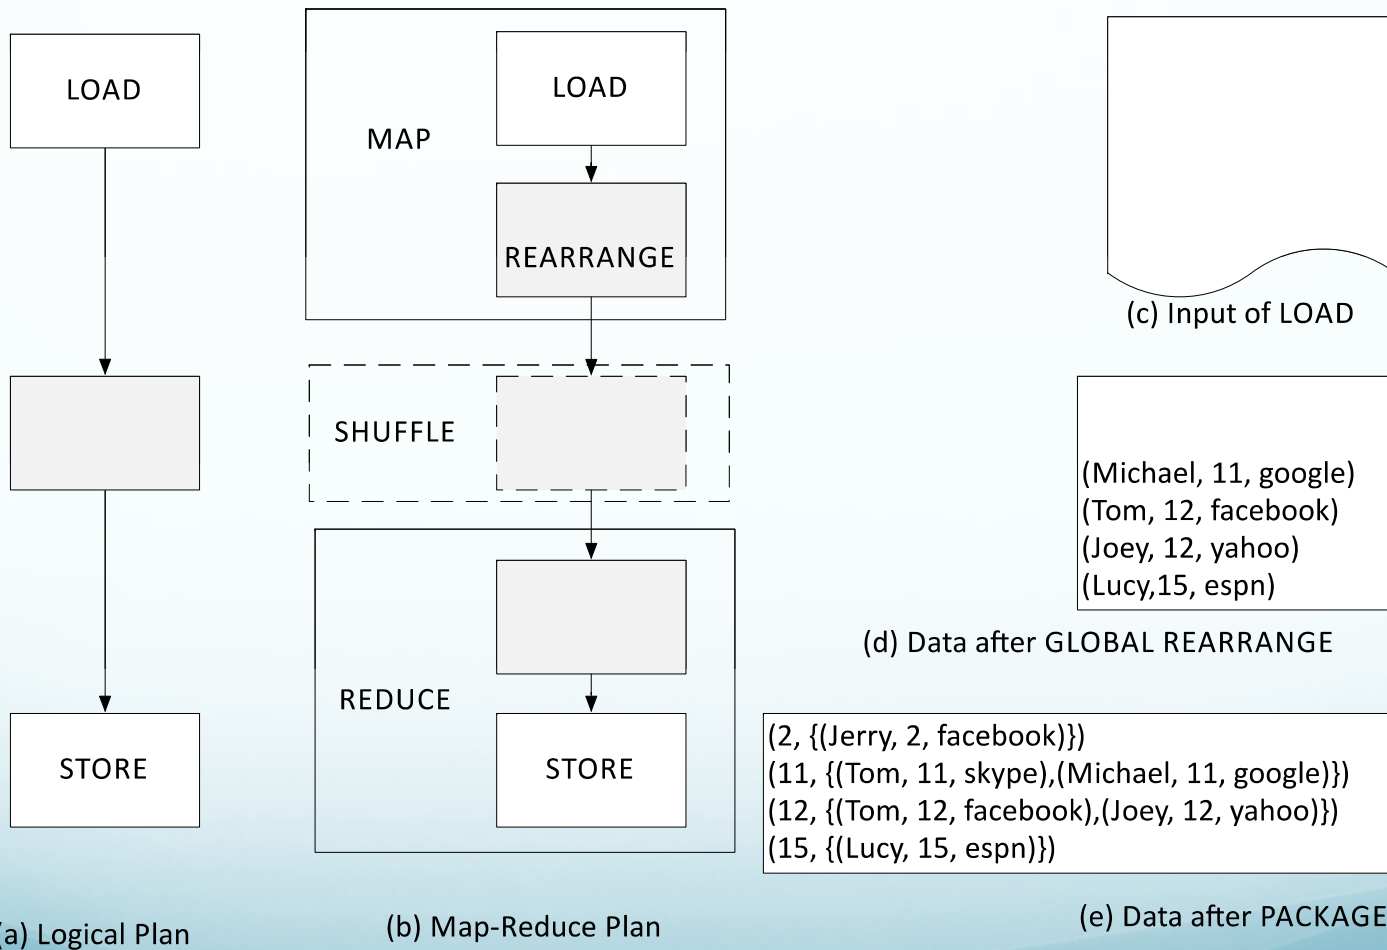 LOAD
STORE
(a) Logical Plan
MAP
LOAD
REARRANGE
SHUFFLE
REDUCE
STORE
(b) Map-Reduce Plan
(c) Input of LOAD
(Michael, 11, google)
(Tom, 12, facebook)
(Joey, 12, yahoo)
(Lucy,15, espn)
(d) Data after GLOBAL REARRANGE
(2, {(Jerry, 2, facebook)})
(11, {(Tom, 11, skype),(Michael, 11, google)})
(12, {(Tom, 12, facebook),(Joey, 12, yahoo)})
(15, {(Lucy, 15, espn)})
(e) Data after PACKAGE